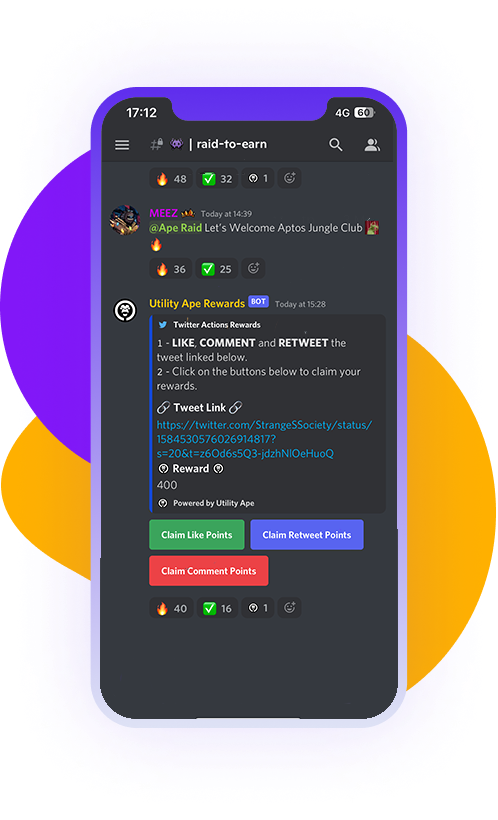 17:12 4G 60
# | raid-to-earn
🔥 48 ✅ 32 1
MEEZ Today at 14:39
@Ape Raid Let's Welcome Aptos Jungle Club
🔥
🔥 36 ✅ 25
Utility Ape Rewards BOT Today at 15:28
Twitter Actions Rewards
1 - LIKE, COMMENT and RETWEET the
tweet linked below.
2 - Click on the buttons below to claim your
rewards.
🔗 Tweet Link 🔗
https://twitter.com/StrangeSSociety/status/
1584530576026914817?
s=20&t=z6Od6s5Q3-jdzhNlOeHuoQ
Reward
400
Powered by Utility Ape
Claim Like Points Claim Retweet Points
Claim Comment Points
🔥 40 ✅ 16 1